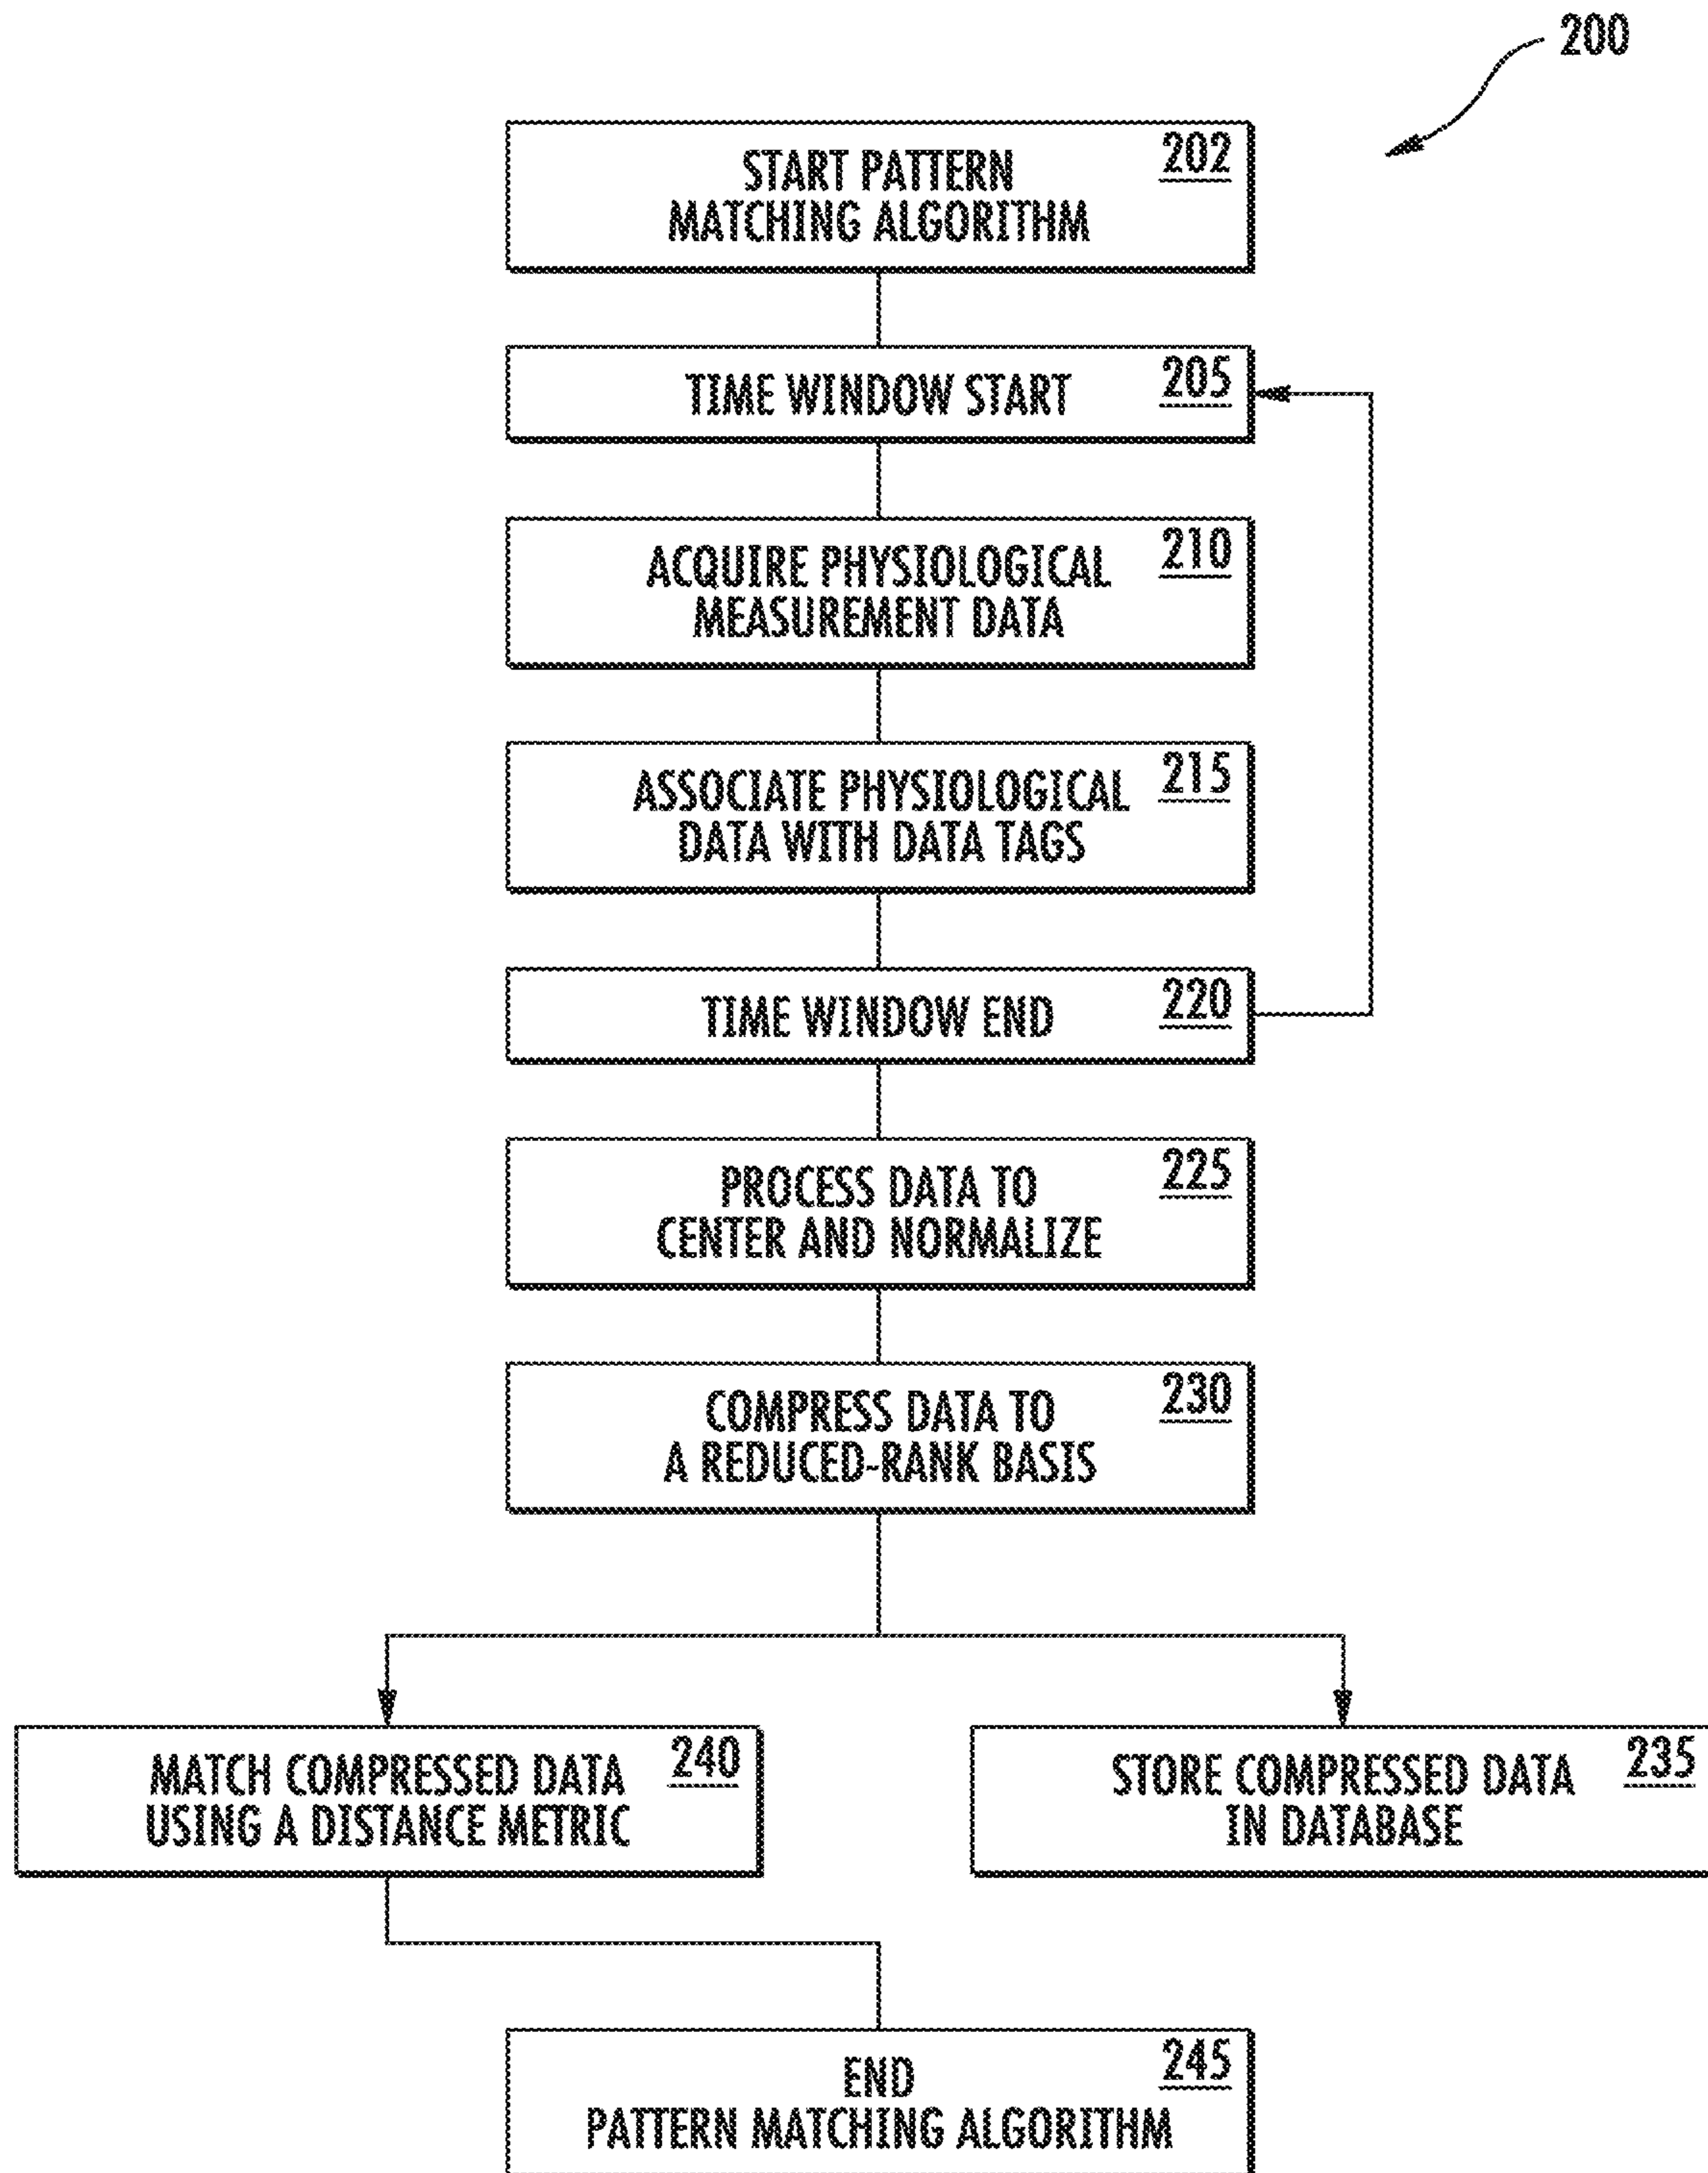 200
202
START PATTERN
MATCHING ALGORITHM
205
TIME WINDOW START
210
ACQUIRE PHYSIOLOGICAL
MEASUREMENT DATA
215
ASSOCIATE PHYSIOLOGICAL
DATA WITH DATA TAGS
220
TIME WINDOW END
225
PROCESS DATA TO
CENTER AND NORMALIZE
230
COMPRESS DATA TO
A REDUCED-RANK BASIS
240
MATCH COMPRESSED DATA
USING A DISTANCE METRIC
235
STORE COMPRESSED DATA
IN DATABASE
245
END
PATTERN MATCHING ALGORITHM